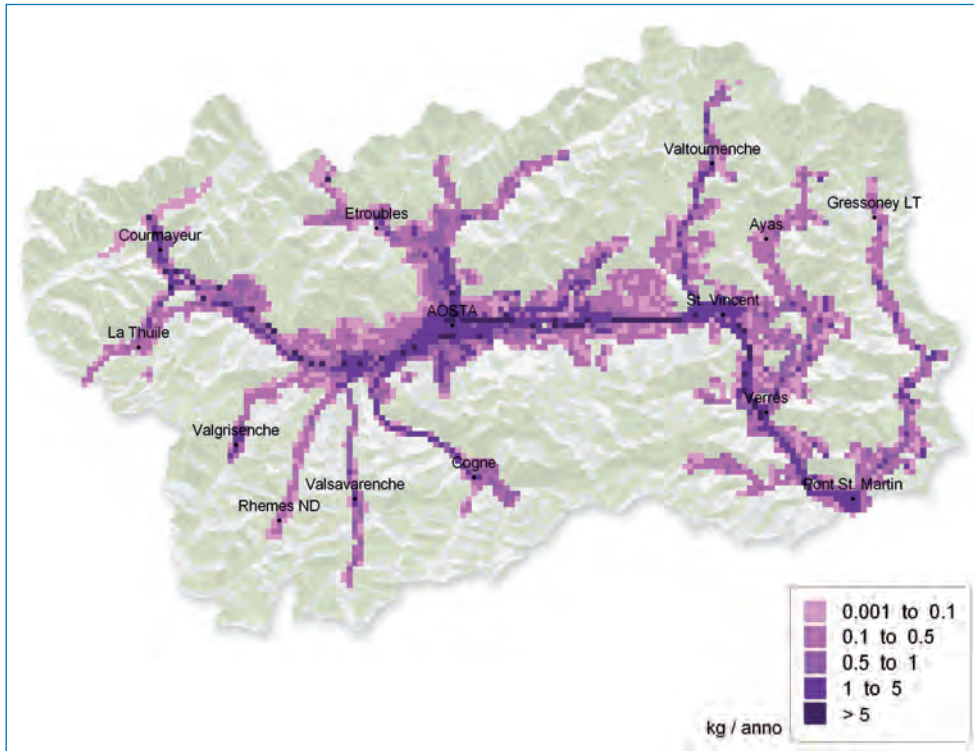 Valtournenche
Gressoney LT
Etroubles
Ayas
Courmayeur
AOSTA
St. Vincent
La Thuile
Verrés
Valgrisenche
Cogne
Pont St. Martin
Valsavarenche
Rhemes ND
0.001 to 0.1
0.1 to 0.5
0.5 to 1
1 to 5
> 5
kg / anno